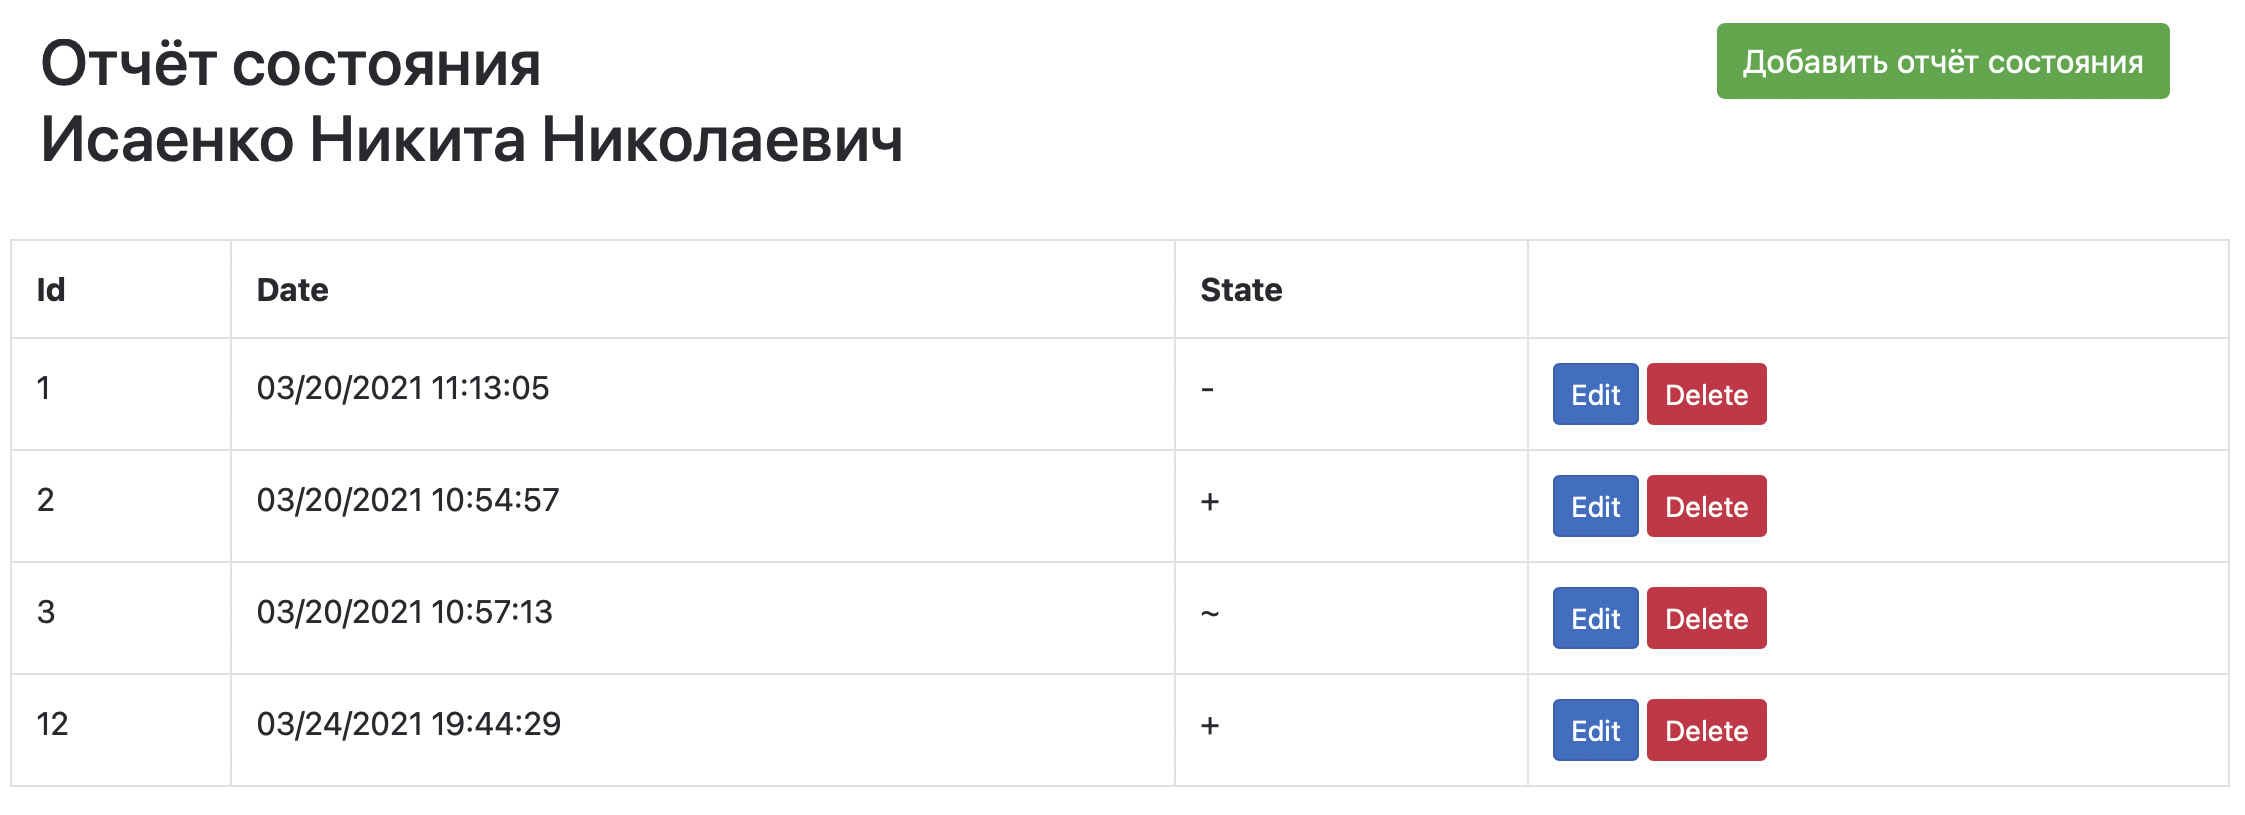 Отчёт состояния
Исаенко Никита Николаевич
Добавить отчёт состояния
Id Date State
1 03/20/2021 11:13:05 - Edit Delete
2 03/20/2021 10:54:57 + Edit Delete
3 03/20/2021 10:57:13 ~ Edit Delete
12 03/24/2021 19:44:29 + Edit Delete